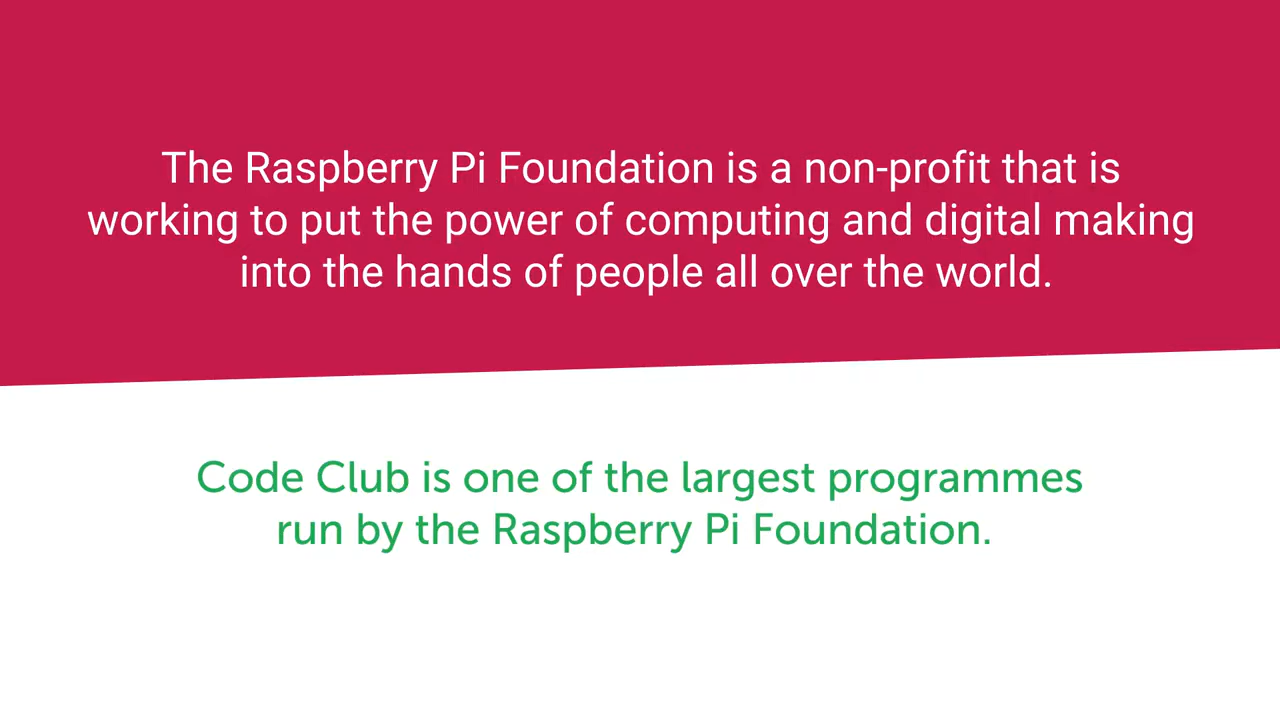 The Raspberry Pi Foundation is a non-profit that is
working to put the power of computing and digital making
into the hands of people all over the world.
Code Club is one of the largest programmes
run by the Raspberry Pi Foundation.